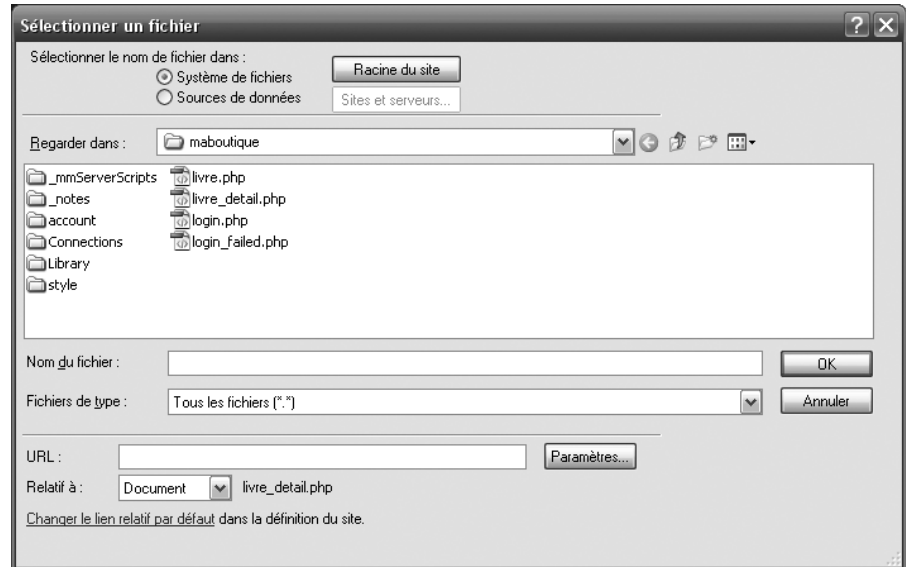 Sélectionner un fichier
Sélectionner le nom de fichier dans :
Système de fichiers
Racine du site
Sources de données
Sites et serveurs...
Regarder dans :
maboutique
_mmServerScripts
_notes
account
Connections
Library
style
livre.php
livre_detail.php
login.php
login_failed.php
Nom du fichier :
OK
Fichiers de type :
Tous les fichiers (*.*)
Annuler
URL :
Paramètres...
Relatif à :
Document
livre_detail.php
Changer le lien relatif par défaut dans la définition du site.